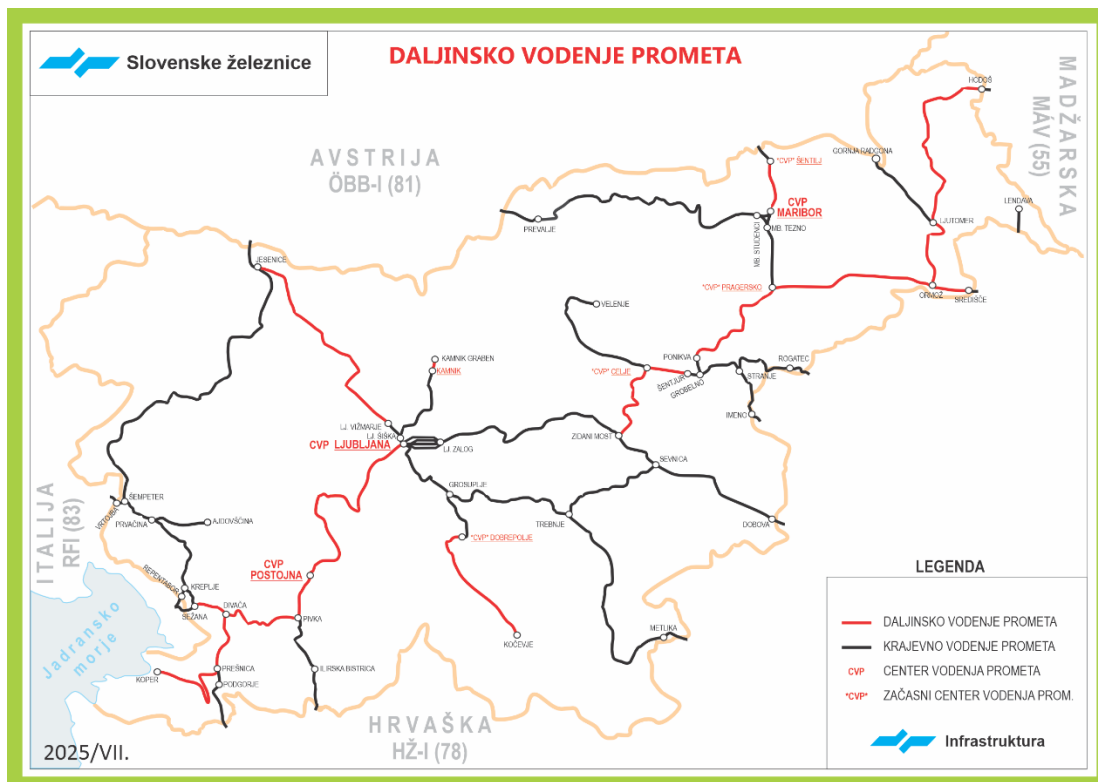 Slovenske železnice
DALJINSKO VODENJE PROMETA
MADŽARSKA
MÁV (55)
AVSTRIJA
ÖBB-I (81)
HODOŠ
"CVP" ŠENTILJ
GORNJA RADGONA
LENDAVA
CVP
MARIBOR
PREVALJE
MB. ŠTUDENCI
MB. TEZNO
LJUTOMER
JESENICE
"CVP" PRAGERSKO
ORMOŽ
SREDIŠČE
VELENJE
KAMNIK GRABEN
KAMNIK
PONIKVA
ROGATEC
"CVP" CELJE
ŠENTJUR
GROBELNO
STRANJE
IMENO
LJ. VIŽMARJE
LJ. ŠIŠKA
CVP LJUBLJANA
LJ. ZALOG
ZIDANI MOST
SEVNICA
GROSUPLJE
ITALIJA
RFI (83)
ŠEMPETER
VRTOJBA
PRVAČINA
AJDOVŠČINA
TREBNJE
DOBOVA
"CVP" DOBREPOLJE
CVP
POSTOJNA
REPENTABOR
KREPLJE
SEŽANA
DIVAČA
PIVKA
KOČEVJE
METLIKA
Jadransko
morje
KOPER
PREŠNICA
PODGORJE
ILIRSKA BISTRICA
HRVAŠKA
HŽ-I (78)
LEGENDA
DALJINSKO VODENJE PROMETA
KRAJEVNO VODENJE PROMETA
CVP CENTER VODENJA PROMETA
"CVP" ZAČASNI CENTER VODENJA PROM.
Infrastruktura
2025/VII.